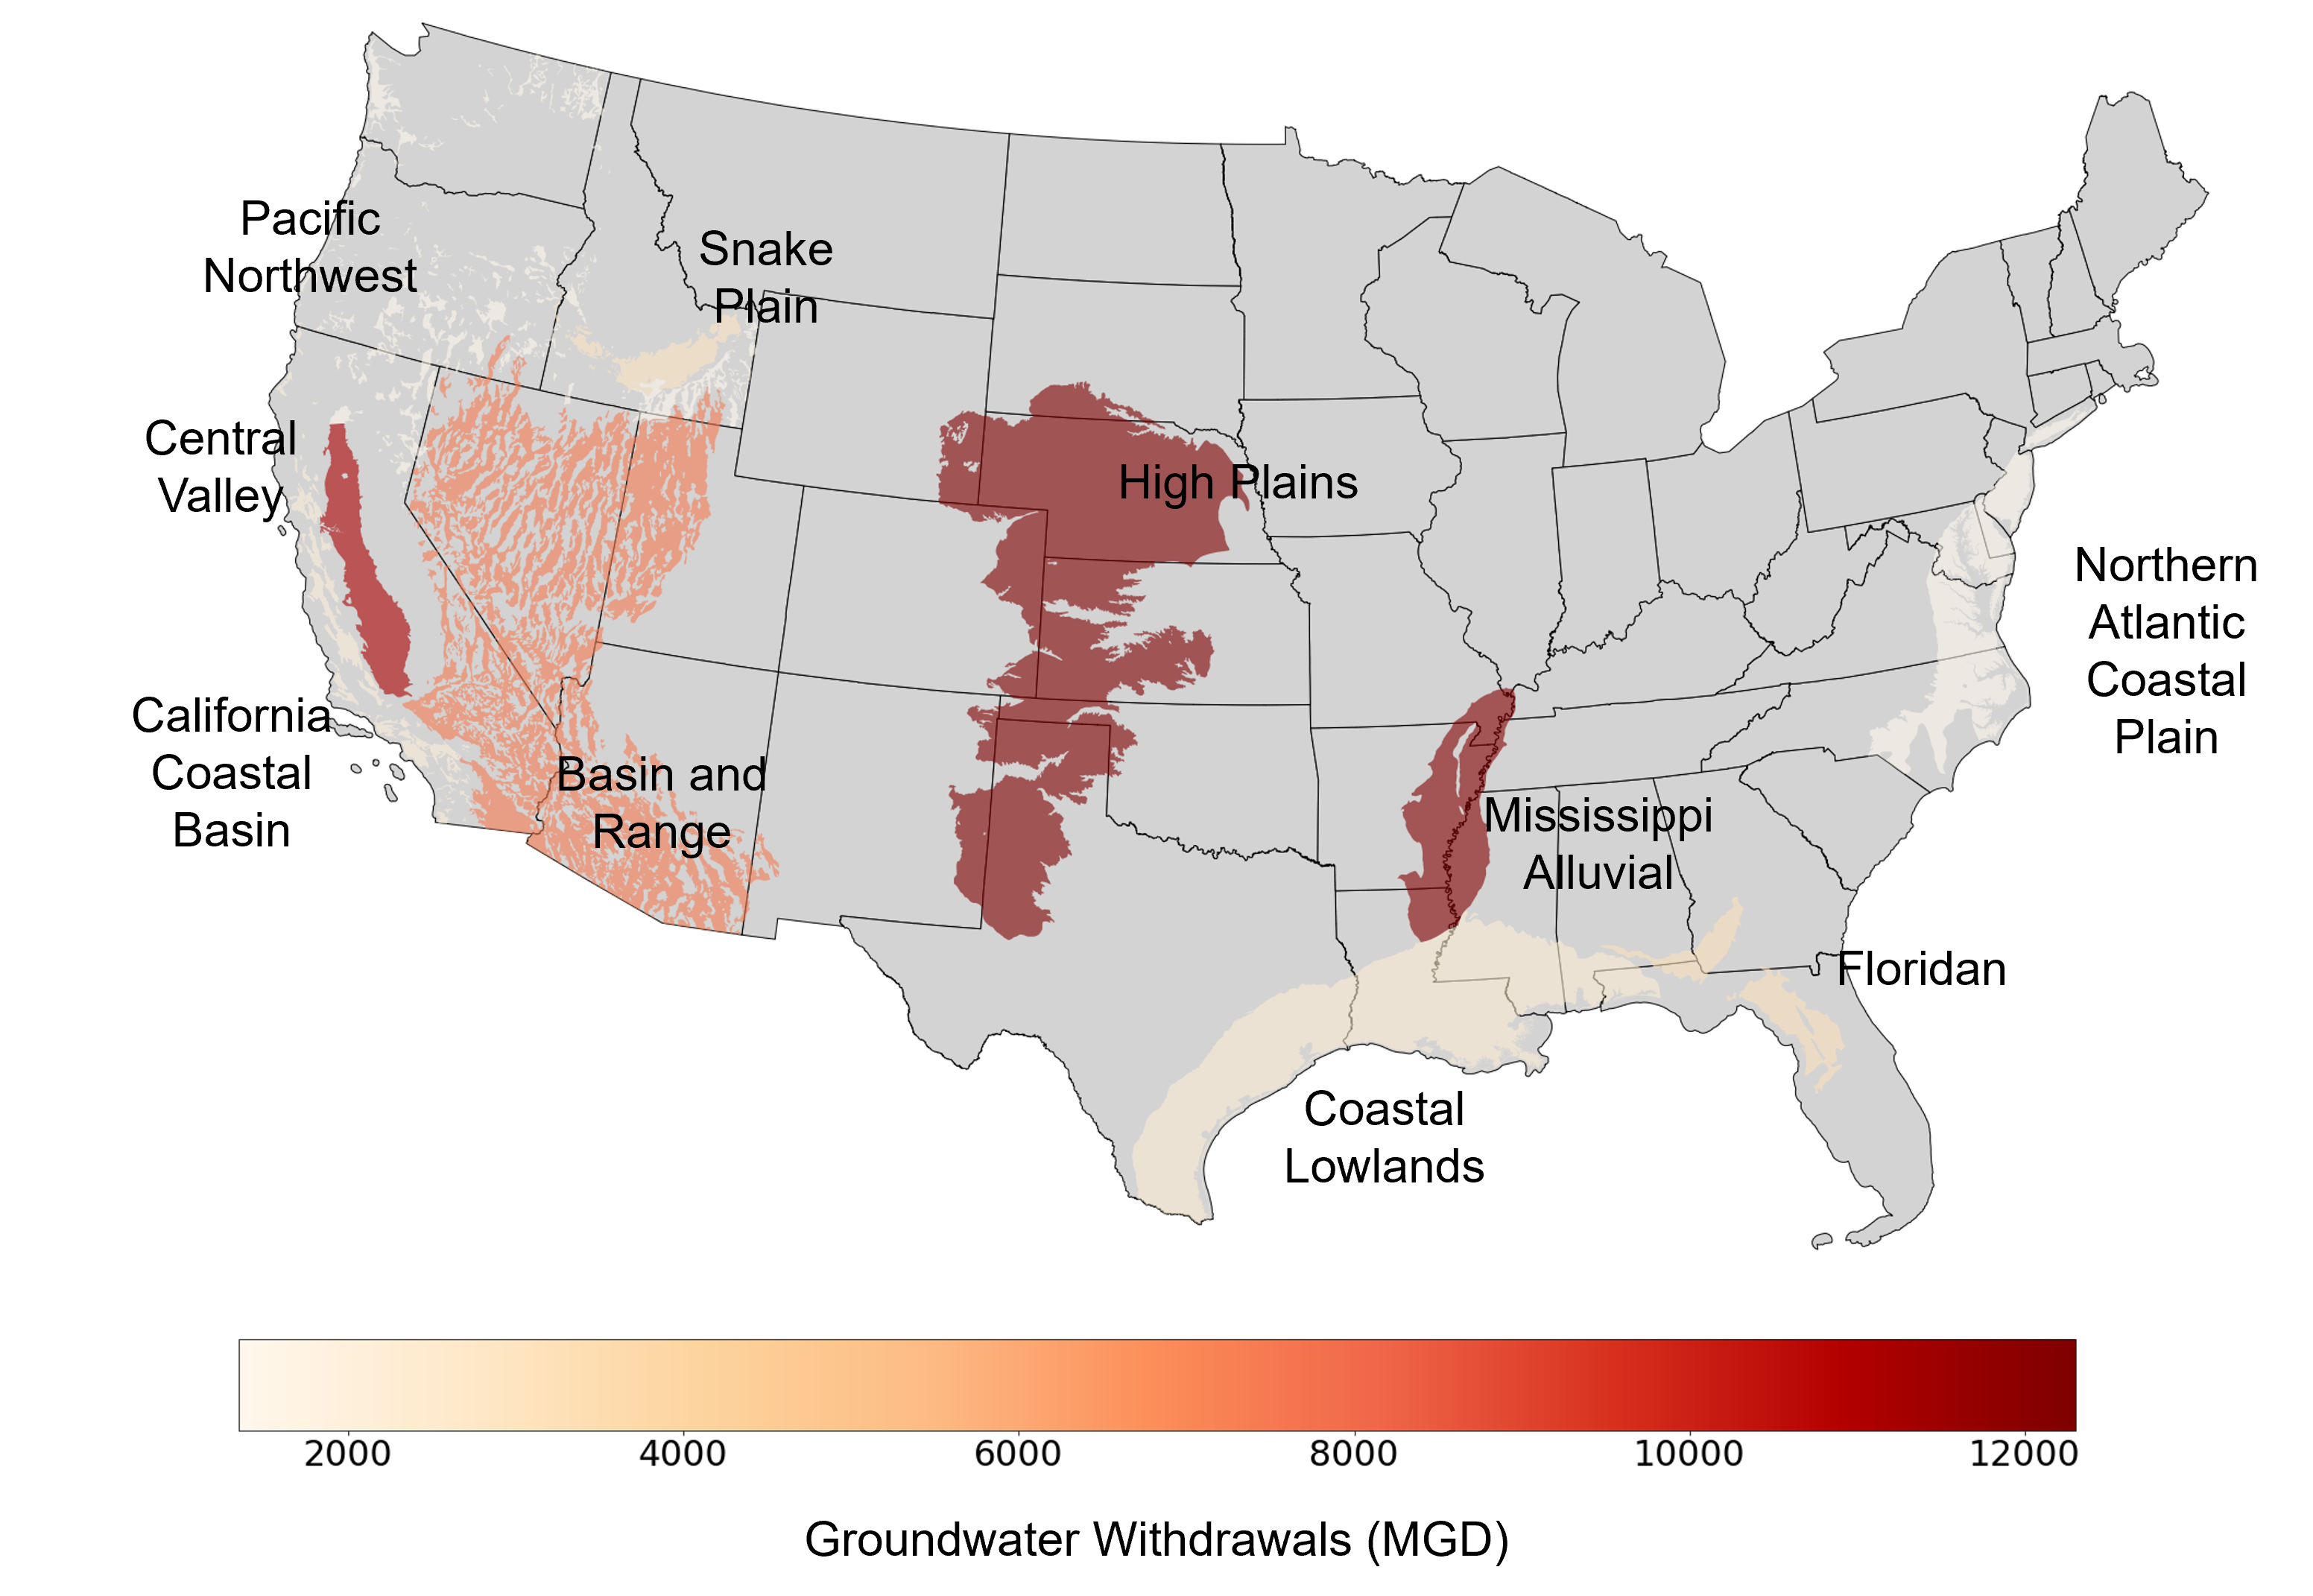 Pacific
Northwest
Snake
Plain
Central
Valley
High Plains
Northern
Atlantic
Coastal
Plain
California
Coastal
Basin
Basin and
Range
Mississippi
Alluvial
Floridan
Coastal
Lowlands
2000 4000 6000 8000 10000 12000
Groundwater Withdrawals (MGD)